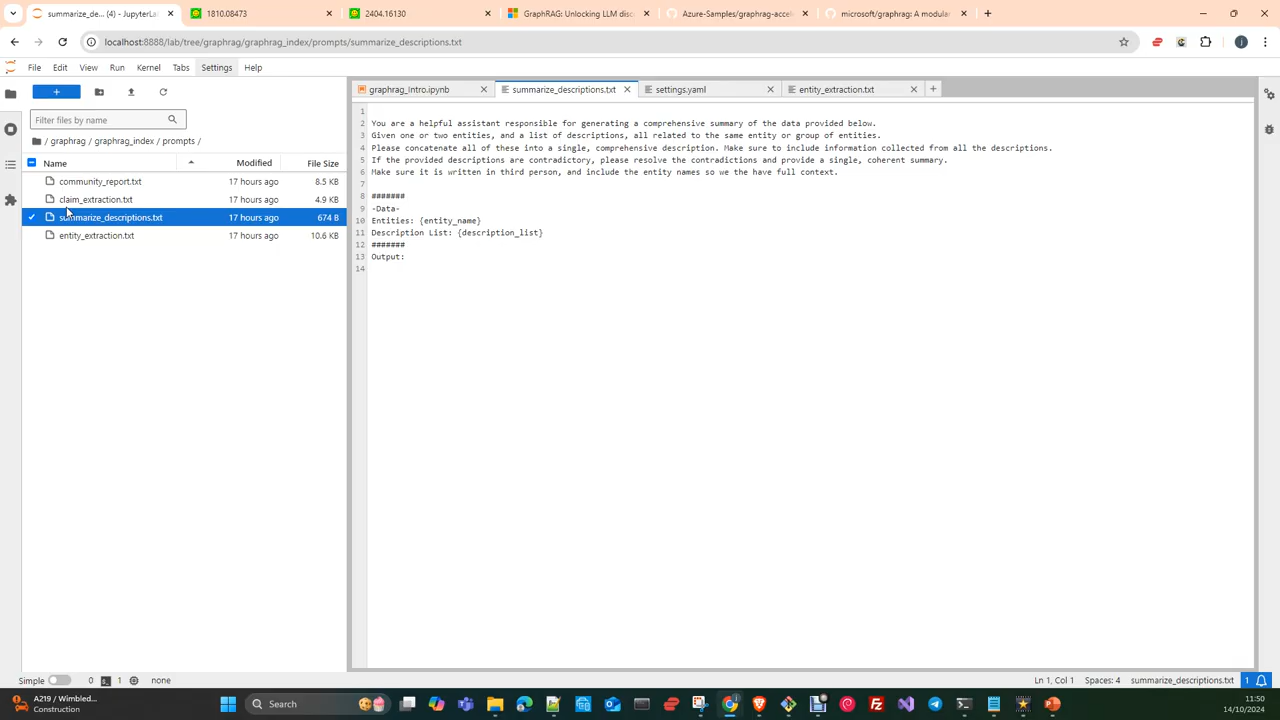 summarize_de... (4) - JupyterLa
1810.08473
2404.16130
GraphRAG: Unlocking LLM disc
Azure-Samples/graphrag-accele
microsoft/graphrag: A modular
localhost:8888/lab/tree/graphrag/graphrag_index/prompts/summarize_descriptions.txt
File Edit View Run Kernel Tabs Settings Help
graphrag_Intro.ipynb
summarize_descriptions.txt
settings.yaml
entity_extraction.txt
Filter files by name
/ graphrag / graphrag_index / prompts /
Name Modified File Size
community_report.txt 17 hours ago 8.5 KB
claim_extraction.txt 17 hours ago 4.9 KB
summarize_descriptions.txt 17 hours ago 674 B
entity_extraction.txt 17 hours ago 10.6 KB
1
2 You are a helpful assistant responsible for generating a comprehensive summary of the data provided below.
3 Given one or two entities, and a list of descriptions, all related to the same entity or group of entities.
4 Please concatenate all of these into a single, comprehensive description. Make sure to include information collected from all the descriptions.
5 If the provided descriptions are contradictory, please resolve the contradictions and provide a single, coherent summary.
6 Make sure it is written in third person, and include the entity names so we the have full context.
7
8 #######
9 -Data-
10 Entities: {entity_name}
11 Description List: {description_list}
12 #######
13 Output:
14
Simple 0 1 none
Ln 1, Col 1 Spaces: 4 summarize_descriptions.txt 1
A219 / Wimbled...
Construction
Search
11:50
14/10/2024